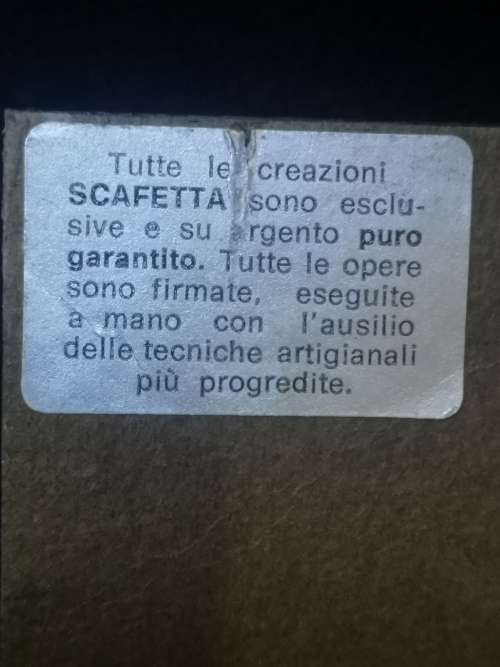 Tutte le creazioni
SCAFETTA sono esclu-
sive e su argento puro
garantito. Tutte le opere
sono firmate, eseguite
a mano con l'ausilio
delle tecniche artigianali
più progredite.